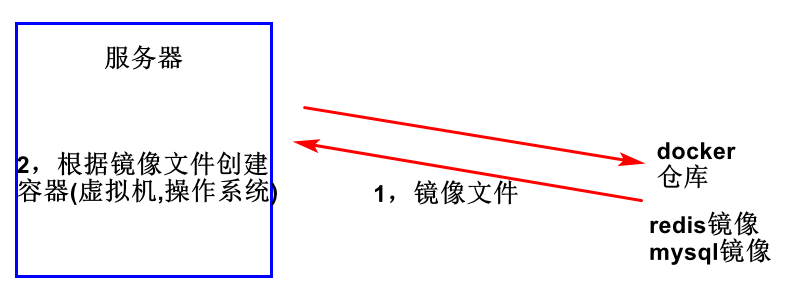 服务器
2，根据镜像文件创建
容器(虚拟机,操作系统)
1，镜像文件
docker
仓库
redis镜像
mysql镜像